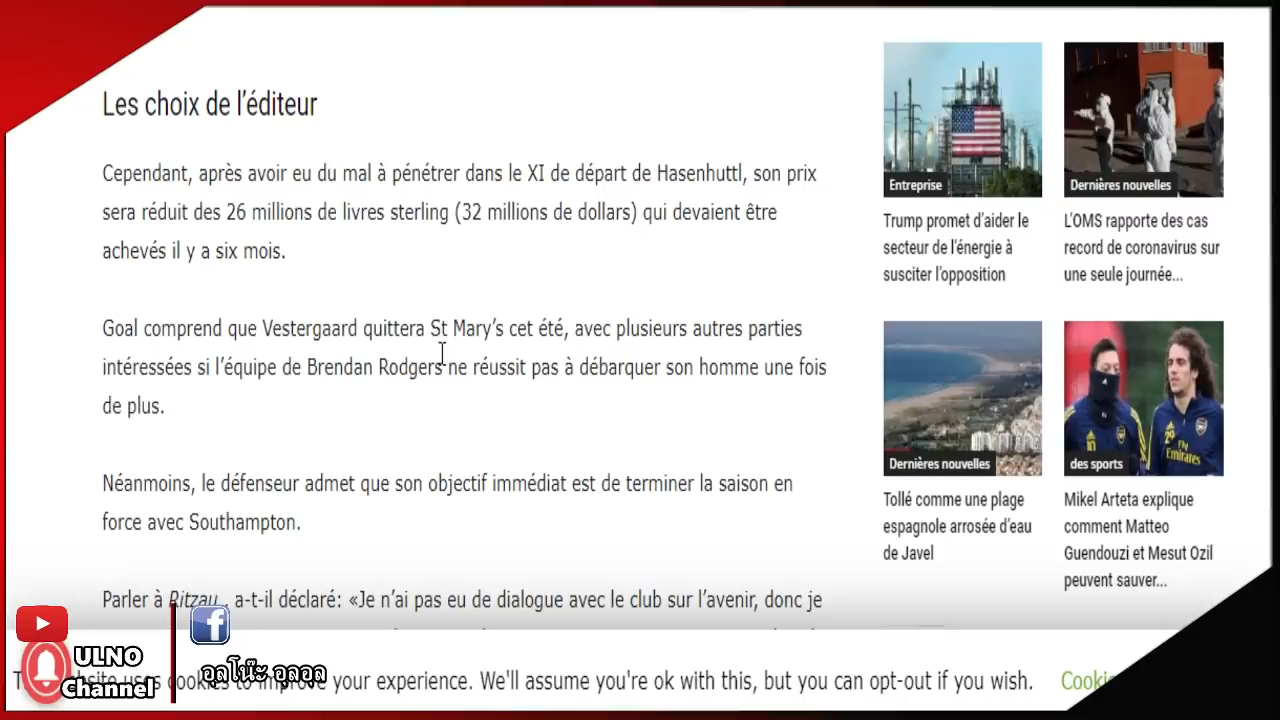 Les choix de l'éditeur
Cependant, après avoir eu du mal à pénétrer dans le XI de départ de Hasenhuttl, son prix
sera réduit des 26 millions de livres sterling (32 millions de dollars) qui devaient être
achevés il y a six mois.
Goal comprend que Vestergaard quittera St Mary's cet été, avec plusieurs autres parties
intéressées si l'équipe de Brendan Rodgers ne réussit pas à débarquer son homme une fois
de plus.
Néanmoins, le défenseur admet que son objectif immédiat est de terminer la saison en
force avec Southampton.
Parler à Ritzau , a-t-il déclaré: «Je n'ai pas eu de dialogue avec le club sur l'avenir, donc je
Entreprise
Trump promet d'aider le
secteur de l'énergie à
susciter l'opposition
Dernières nouvelles
L'OMS rapporte des cas
record de coronavirus sur
une seule journée...
Dernières nouvelles
Tollé comme une plage
espagnole arrosée d'eau
de Javel
des sports
Mikel Arteta explique
comment Matteo
Guendouzi et Mesut Ozil
peuvent sauver...
ULNO
Channel
อุลโน๊ะ อุลอุล
cookies to improve your experience. We'll assume you're ok with this, but you can opt-out if you wish.